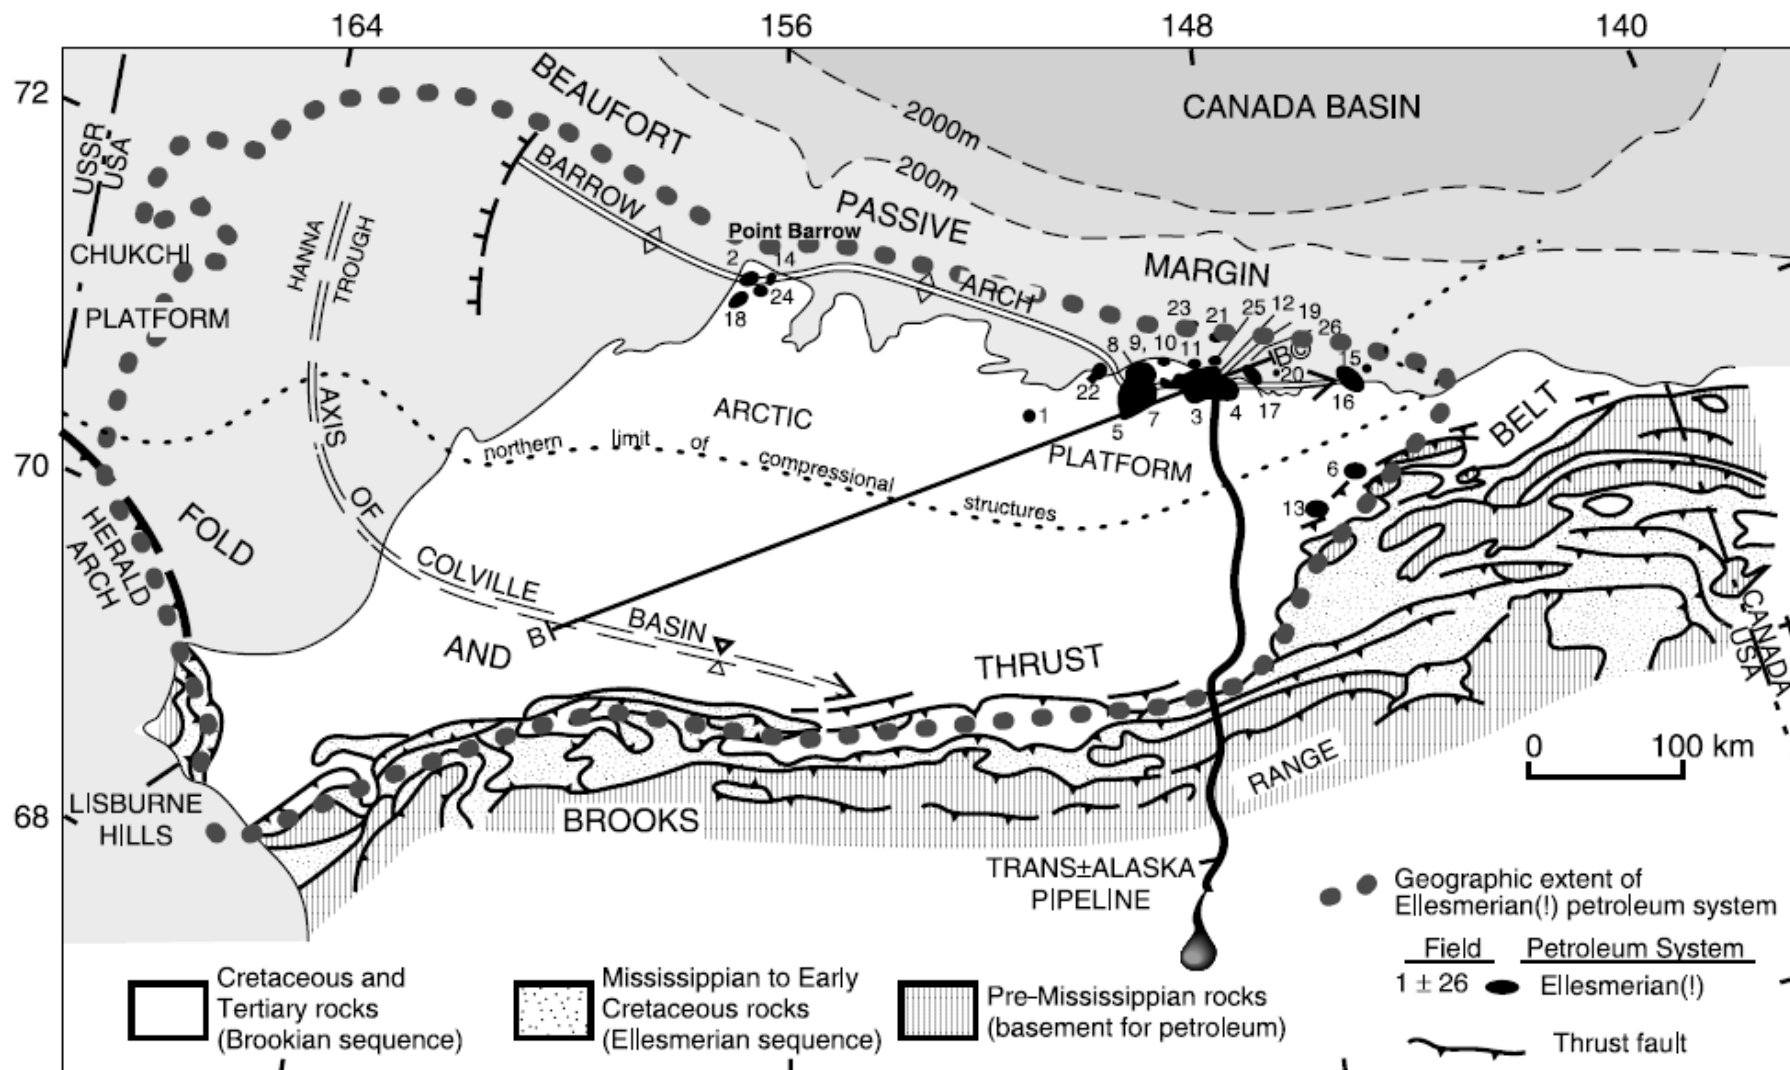 164
156
148
140
72
70
68
BEAUFORT
PASSIVE
MARGIN
CANADA BASIN
2000m
200m
USSR
USA
BARROW
ARCH
HANNA
TROUGH
Point Barrow
CHUKCHI
PLATFORM
2
14
24
18
23
21
25
12
19
26
8
9, 10
11
15
20
22
1
5
7
3
4
17
16
6
13
ARCTIC
PLATFORM
northern limit of compressional structures
AXIS
OF
COLVILLE
BASIN
HERALD
ARCH
FOLD
AND
THRUST
BELT
B
LISBURNE
HILLS
BROOKS
RANGE
CANADA
USA
0 100 km
TRANS±ALASKA
PIPELINE
Geographic extent of
Ellesmerian(!) petroleum system
Field Petroleum System
1 ± 26 Ellesmerian(!)
Thrust fault
Cretaceous and
Tertiary rocks
(Brookian sequence)
Mississippian to Early
Cretaceous rocks
(Ellesmerian sequence)
Pre-Mississippian rocks
(basement for petroleum)